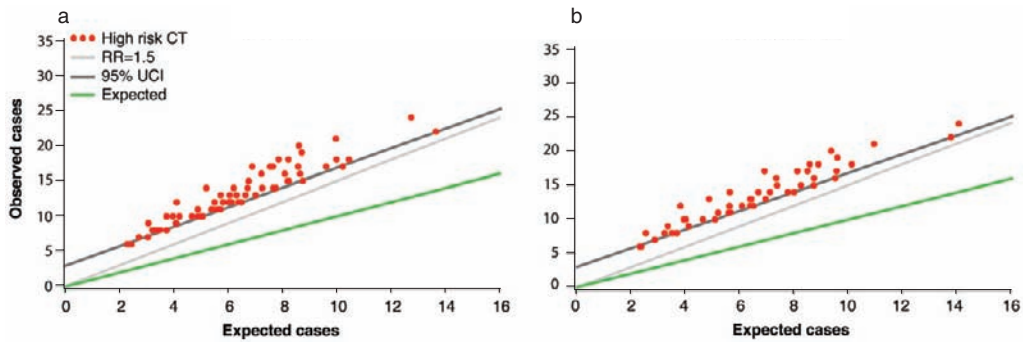 a
35
30
25
20
15
10
5
0
Observed cases
High risk CT
RR=1.5
95% UCI
Expected
0 2 4 6 8 10 12 14 16
Expected cases
b
35
30
25
20
15
10
5
0
0 2 4 6 8 10 12 14 16
Expected cases